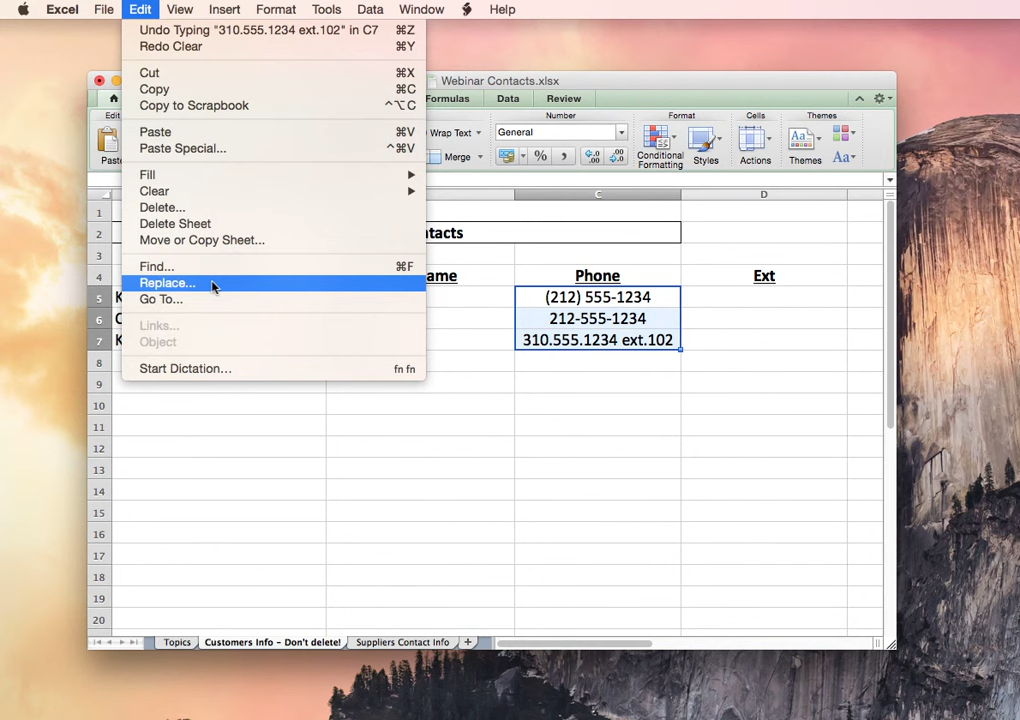 Excel File Edit View Insert Format Tools Data Window Help
Undo Typing "310.555.1234 ext.102" in C7 ⌘Z
Redo Clear ⌘Y
Cut ⌘X
Copy ⌘C
Copy to Scrapbook ^⌥C
Paste ⌘V
Paste Special... ^⌘V
Fill
Clear
Delete...
Delete Sheet
Move or Copy Sheet...
Find... ⌘F
Replace...
Go To...
Links...
Object
Start Dictation... fn fn
Webinar Contacts.xlsx
Formulas Data Review
Edit Number Format Cells Themes
Wrap Text General
Paste Merge % Conditional Formatting Styles Actions Themes Aa
C D
1
2 ntacts
3
4 ame Phone Ext
5 K (212) 555-1234
6 C 212-555-1234
7 K 310.555.1234 ext.102
8
9
10
11
12
13
14
15
16
17
18
19
20
Topics Customers Info - Don't delete! Suppliers Contact Info +